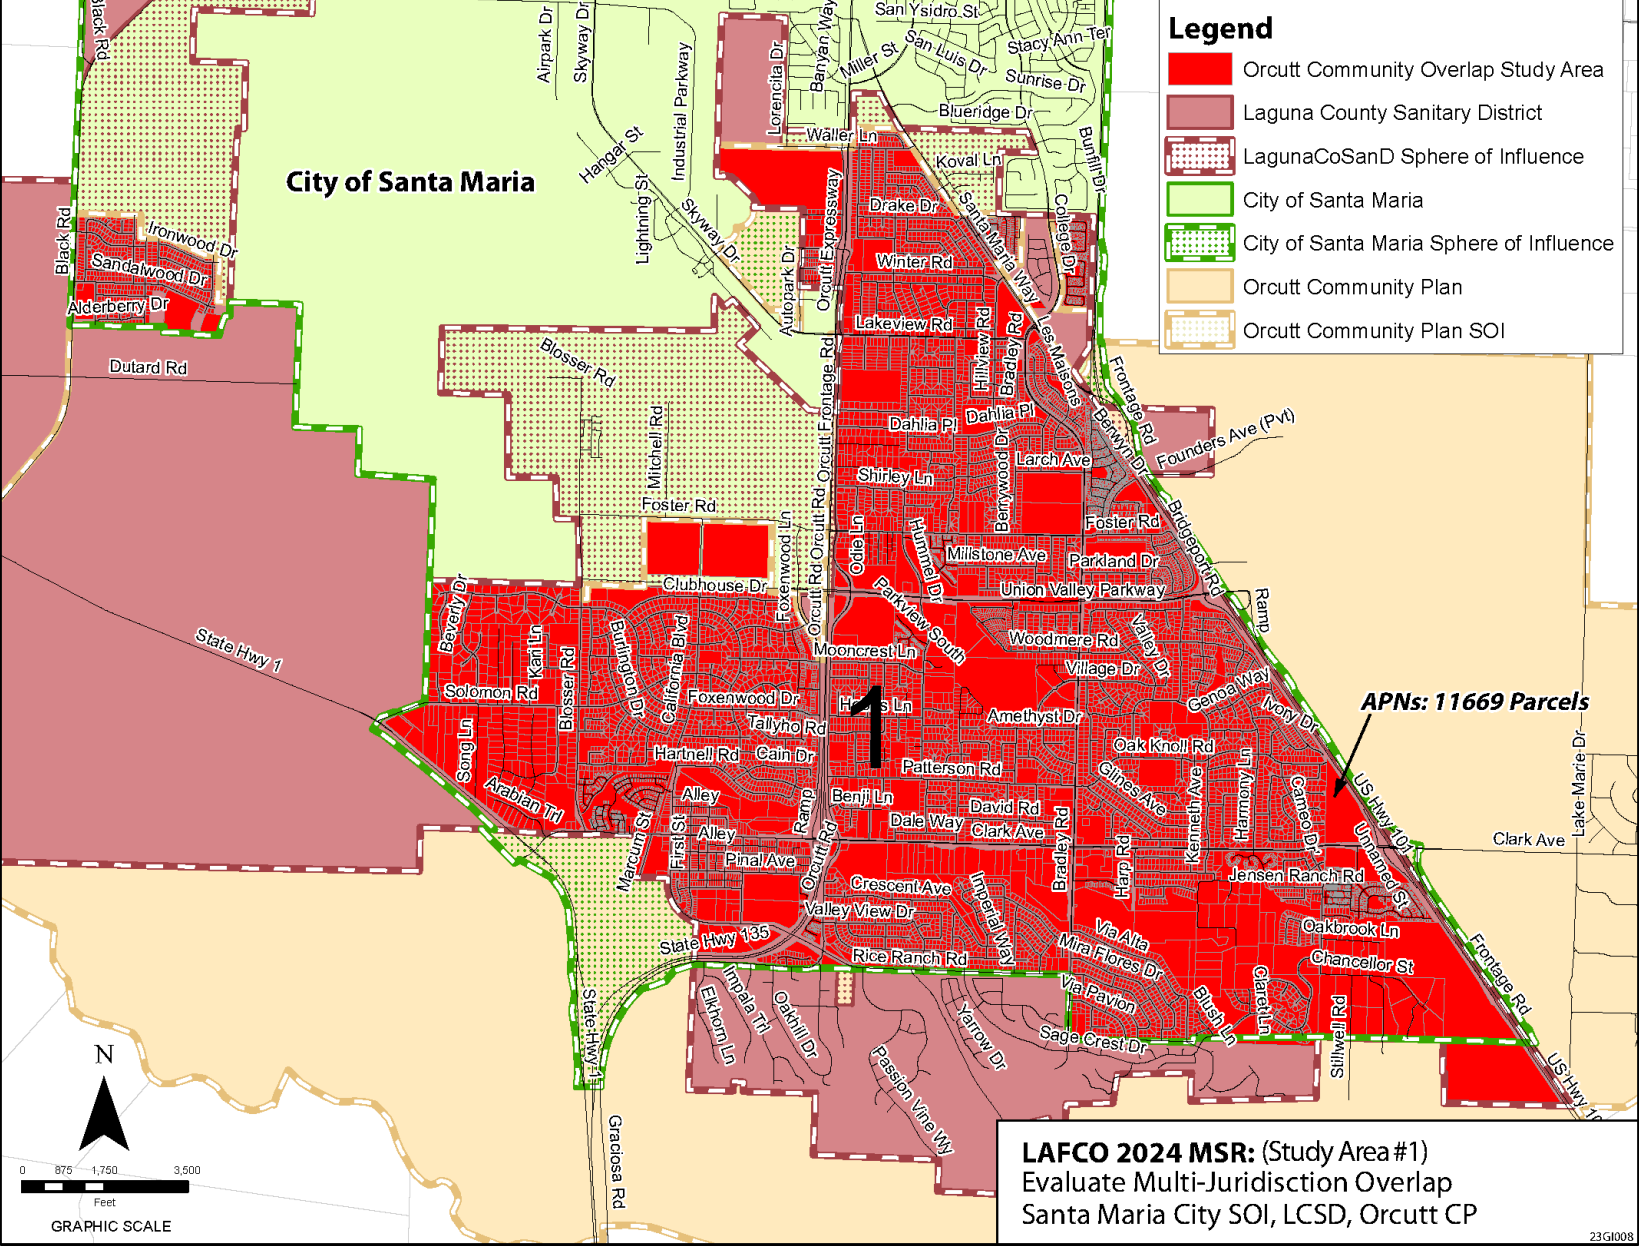 Legend
Orcutt Community Overlap Study Area
Laguna County Sanitary District
LagunaCoSanD Sphere of Influence
City of Santa Maria
City of Santa Maria Sphere of Influence
Orcutt Community Plan
Orcutt Community Plan SOI
Black Rd
Airpark Dr
Skyway Dr
Industrial Parkway
Lorencita Dr
Banyan Way
Miller St
San Ysidro St
San Luis Dr
Stacy Ann Ter
Sunrise Dr
Blueridge Dr
Waller Ln
Koval Ln
Bunfill Dr
Hangar St
City of Santa Maria
Lightning St
Skyway Dr
Orcutt Expressway
Drake Dr
Santa Maria Way
College Dr
Black Rd
Ironwood Dr
Sandalwood Dr
Alderberry Dr
Autopark Dr
Winter Rd
Lakeview Rd
Hillview Rd
Bradley Rd
Les Maisons
Dutard Rd
Blosser Rd
Orcutt Frontage Rd
Frontage Rd
Mitchell Rd
Dahlia Pl
Dahlia Pl
Berwyn Dr
Founders Ave (Pvt)
Larch Ave
Berrywood Dr
Shirley Ln
Foster Rd
Foster Rd
Foxenwood Ln
Orcutt Rd
Orcutt Rd
Odie Ln
Hummel Dr
Millstone Ave
Parkland Dr
Bridgeport Rd
Clubhouse Dr
Union Valley Parkway
Ramp
Beverly Dr
Kari Ln
Burlington Dr
California Blvd
Parkview South
Woodmere Rd
Valley Dr
State Hwy 1
Mooncrest Ln
Village Dr
Solomon Rd
Blosser Rd
Foxenwood Dr
Genoa Way
Ivory Dr
1
APNs: 11669 Parcels
Tallyho Rd
Amethyst Dr
Song Ln
Hartnell Rd
Cain Dr
Oak Knoll Rd
Patterson Rd
Glines Ave
Kenneth Ave
Harmony Ln
Cameo Dr
US Hwy 101
Lake Marie Dr
Arabian Trl
Alley
Ramp
Benji Ln
David Rd
Dale Way
Clark Ave
Bradley Rd
Clark Ave
Marcum St
First St
Alley
Pinal Ave
Orcutt Rd
Harp Rd
Unnamed St
Jensen Ranch Rd
Crescent Ave
Imperial Way
Valley View Dr
Oakbrook Ln
State Hwy 135
Rice Ranch Rd
Via Alta
Mira Flores Dr
Chancellor St
Frontage Rd
Via Pavion
State Hwy 1
Elkhorn Ln
Impala Trl
Oakhill Dr
Yarrow Dr
Passion Vine Wy
Sage Crest Dr
Blush Ln
Claret Ln
Stillwell Rd
US Hwy 10
Graciosa Rd
N
0 875 1,750 3,500
Feet
GRAPHIC SCALE
LAFCO 2024 MSR: (Study Area #1)
Evaluate Multi-Juridisction Overlap
Santa Maria City SOI, LCSD, Orcutt CP
23GI008